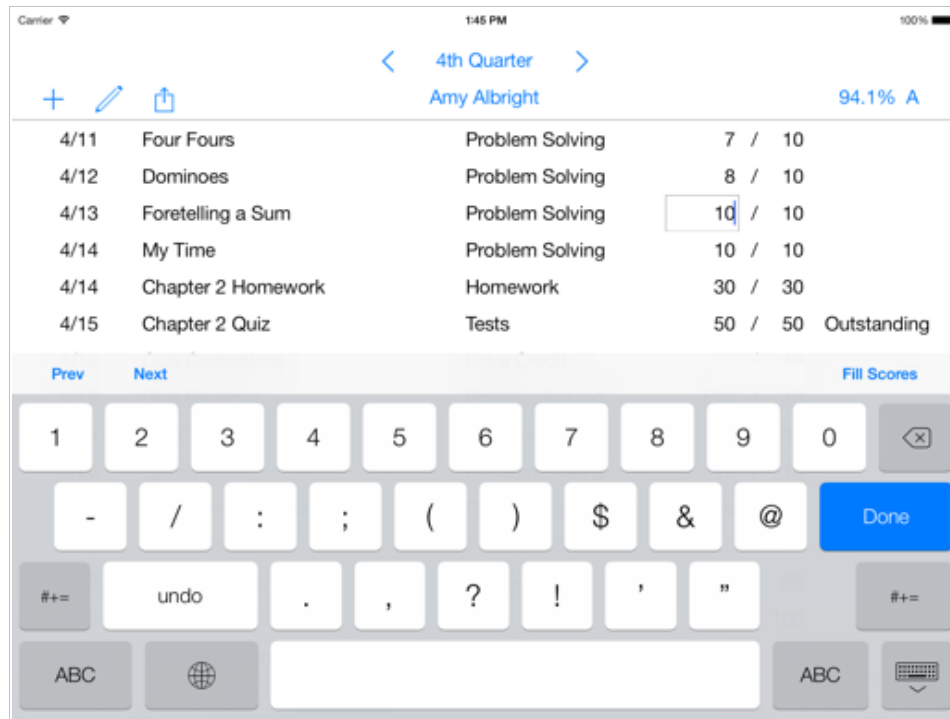 Carrier 1:45 PM 100%
4th Quarter
Amy Albright 94.1% A
4/11 Four Fours Problem Solving 7 / 10
4/12 Dominoes Problem Solving 8 / 10
4/13 Foretelling a Sum Problem Solving 10 / 10
4/14 My Time Problem Solving 10 / 10
4/14 Chapter 2 Homework Homework 30 / 30
4/15 Chapter 2 Quiz Tests 50 / 50 Outstanding
Prev Next Fill Scores
1 2 3 4 5 6 7 8 9 0
- / : ; ( ) $ & @ Done
#+= undo . , ? ! ' " #+=
ABC ABC